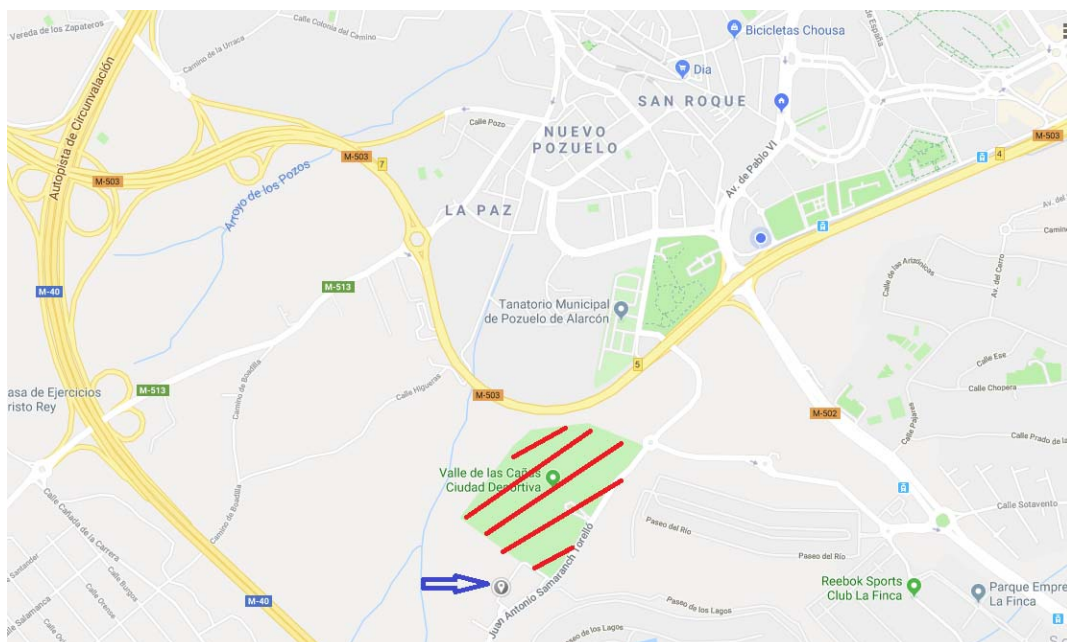 Vereda de los Zapateros
Calle Colonia del Camino
Camino de la Urraca
Autopista de Circunvalación
M-503
Arroyo de los Pozos
Calle Pozo
M-503
7
Bicicletas Chousa
Dia
SAN ROQUE
NUEVO
POZUELO
de España
M-503
4
Av. de Pablo VI
LA PAZ
M-40
M-513
Calle de las Arizónicas
Av. del Cerro
Camino
Tanatorio Municipal
de Pozuelo de Alarcón
5
M-513
asa de Ejercicios
risto Rey
Camino de Boadilla
Calle Higueras
M-503
Calle Ese
Calle Chopera
Calle Pajares
M-502
Calle Prado de la
Valle de las Cañas
Ciudad Deportiva
Calle Cañada de la Carrera
Camino de Boadilla
Calle Sotavento
Paseo del Río
Paseo del Río
Juan Antonio Samaranch Torelló
Santander
Calle Burgos
Calle Orense
Salamanca
M-40
Reebok Sports
Club La Finca
Parque Empre
La Finca
Paseo de los Lagos
Paseo de los Lagos